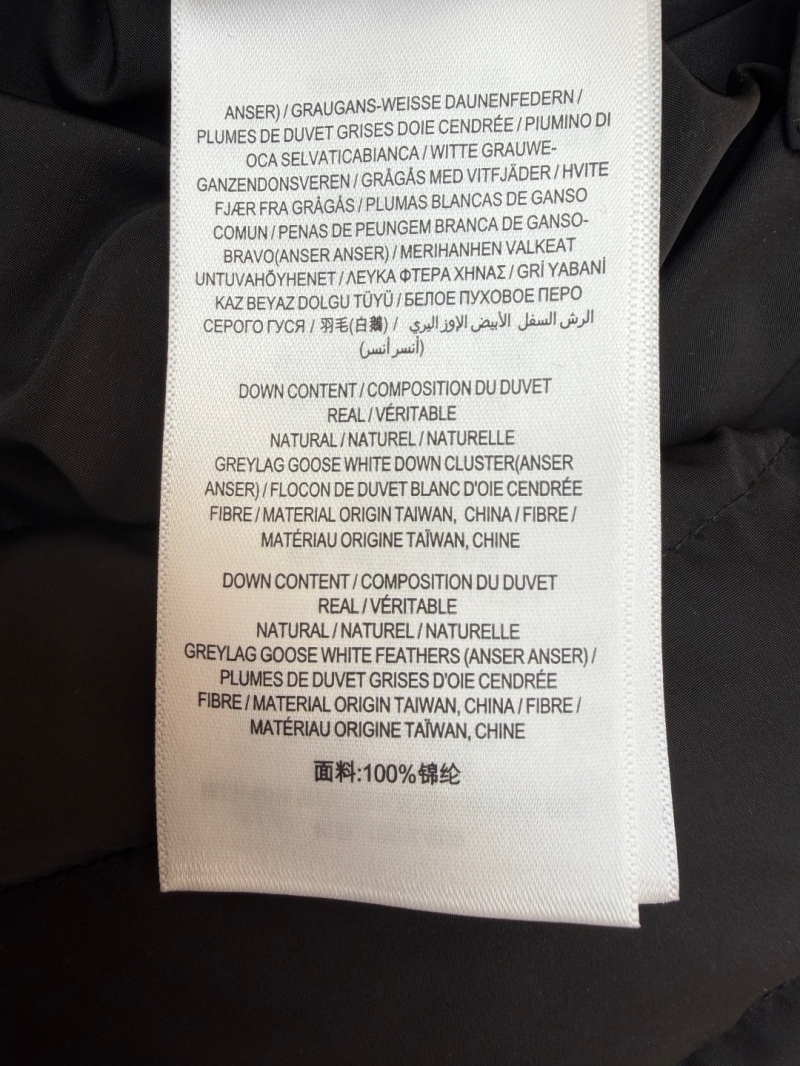 ANSER) / GRAUGANS-WEISSE DAUNENFEDERN /
PLUMES DE DUVET GRISES DOIE CENDRÉE / PIUMINO DI
OCA SELVATICABIANCA / WITTE GRAUWE-
GANZENDONSVEREN / GRÅGÅS MED VITFJÄDER / HVITE
FJÆR FRA GRÅGÅS / PLUMAS BLANCAS DE GANSO
COMUN / PENAS DE PEUNGEM BRANCA DE GANSO-
BRAVO(ANSER ANSER) / MERIHANHEN VALKEAT
UNTUVAHÖYHENET / ΛΕΥΚΑ ΦΤΕΡΑ ΧΗΝΑΣ / GRİ YABANİ
KAZ BEYAZ DOLGU TÜYÜ / БЕЛОЕ ПУХОВОЕ ПЕРО
СЕРОГО ГУСЯ / 羽毛(白鵝) / الرش السفل الأبيض الإوز اليري
(أنسر أنسر)
DOWN CONTENT / COMPOSITION DU DUVET
REAL / VÉRITABLE
NATURAL / NATUREL / NATURELLE
GREYLAG GOOSE WHITE DOWN CLUSTER(ANSER
ANSER) / FLOCON DE DUVET BLANC D'OIE CENDRÉE
FIBRE / MATERIAL ORIGIN TAIWAN, CHINA / FIBRE /
MATÉRIAU ORIGINE TAÏWAN, CHINE
DOWN CONTENT / COMPOSITION DU DUVET
REAL / VÉRITABLE
NATURAL / NATUREL / NATURELLE
GREYLAG GOOSE WHITE FEATHERS (ANSER ANSER) /
PLUMES DE DUVET GRISES D'OIE CENDRÉE
FIBRE / MATERIAL ORIGIN TAIWAN, CHINA / FIBRE /
MATÉRIAU ORIGINE TAÏWAN, CHINE
面料:100%锦纶